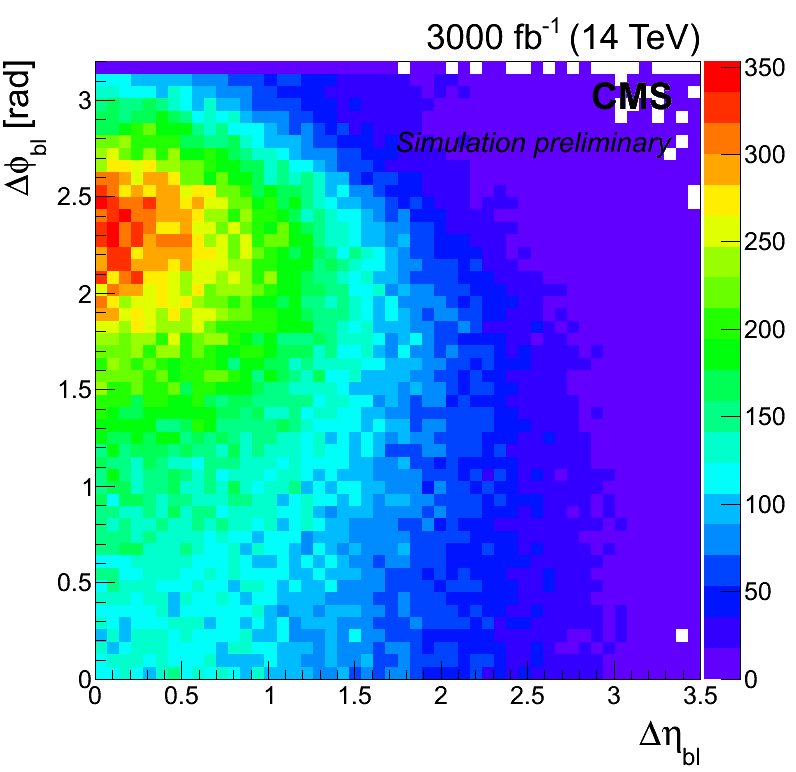 3000 fb⁻¹ (14 TeV)
CMS
Simulation preliminary
Δϕbl [rad]
3
2.5
2
1.5
1
0.5
0
0 0.5 1 1.5 2 2.5 3 3.5
Δηbl
350
300
250
200
150
100
50
0